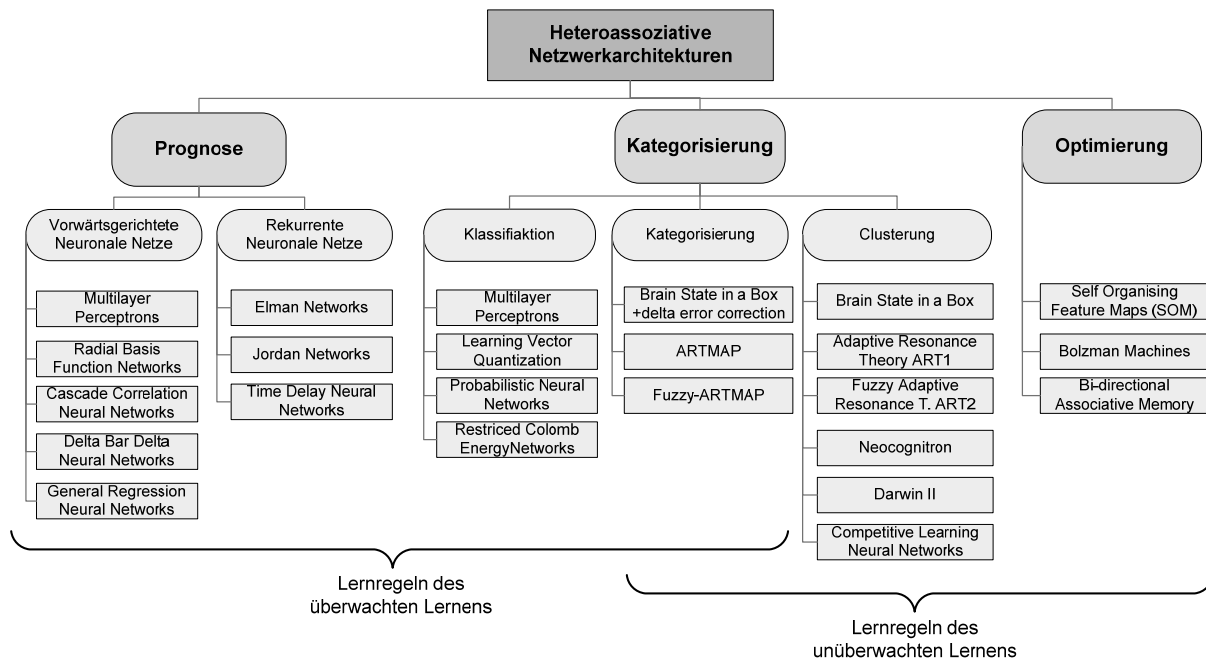 Heteroassoziative
Netzwerkarchitekturen
Prognose
Kategorisierung
Optimierung
Vorwärtsgerichtete
Neuronale Netze
Rekurrente
Neuronale Netze
Klassifiaktion
Kategorisierung
Clusterung
Multilayer
Perceptrons
Radial Basis
Function Networks
Cascade Correlation
Neural Networks
Delta Bar Delta
Neural Networks
General Regression
Neural Networks
Elman Networks
Jordan Networks
Time Delay Neural
Networks
Multilayer
Perceptrons
Learning Vector
Quantization
Probabilistic Neural
Networks
Restriced Colomb
EnergyNetworks
Brain State in a Box
+delta error correction
ARTMAP
Fuzzy-ARTMAP
Brain State in a Box
Adaptive Resonance
Theory ART1
Fuzzy Adaptive
Resonance T. ART2
Neocognitron
Darwin II
Competitive Learning
Neural Networks
Self Organising
Feature Maps (SOM)
Bolzman Machines
Bi-directional
Associative Memory
Lernregeln des
überwachten Lernens
Lernregeln des
unüberwachten Lernens